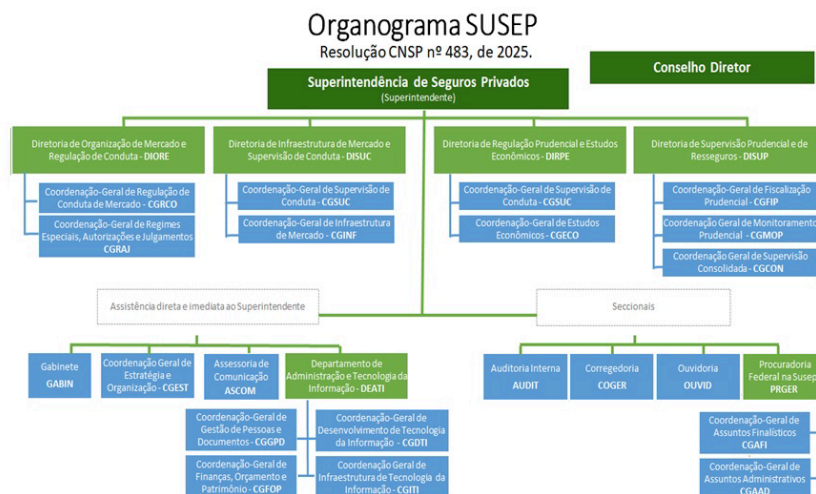 Organograma SUSEP
Resolução CNSP nº 483, de 2025.
Superintendência de Seguros Privados
(Superintendente)
Conselho Diretor
Diretoria de Organização de Mercado e
Regulação de Conduta - DIORE
Diretoria de Infraestrutura de Mercado e
Supervisão de Conduta - DISUC
Diretoria de Regulação Prudencial e Estudos
Econômicos - DIRPE
Diretoria de Supervisão Prudencial e de
Resseguros - DISUP
Coordenação-Geral de Regulação de
Conduta de Mercado - CGRCO
Coordenação-Geral de Regimes
Especiais, Autorizações e Julgamentos
CGRAJ
Coordenação-Geral de Supervisão de
Conduta - CGSUC
Coordenação-Geral de Infraestrutura
de Mercado - CGINF
Coordenação-Geral de Supervisão de
Conduta - CGSUC
Coordenação-Geral de Estudos
Econômicos - CGECO
Coordenação-Geral de Fiscalização
Prudencial - CGFIP
Coordenação Geral de Monitoramento
Prudencial - CGMOP
Coordenação Geral de Supervisão
Consolidada - CGCON
Assistência direta e imediata ao Superintendente
Seccionais
Gabinete
GABIN
Coordenação Geral de
Estratégia e
Organização - CGEST
Assessoria de
Comunicação
ASCOM
Departamento de
Administração e Tecnologia da
Informação - DEATI
Auditoria Interna
AUDIT
Corregedoria
COGER
Ouvidoria
OUVID
Procuradoria
Federal na Susep
PRGER
Coordenação-Geral de
Gestão de Pessoas e
Documentos - CGGPD
Coordenação-Geral de
Desenvolvimento de Tecnologia
da Informação - CGDTI
Coordenação-Geral de
Finanças, Orçamento e
Patrimônio - CGFOP
Coordenação Geral de
Infraestrutura de Tecnologia da
Informação - CGITI
Coordenação-Geral de
Assuntos Finalísticos
CGAFI
Coordenação-Geral de
Assuntos Administrativos
CGAAD